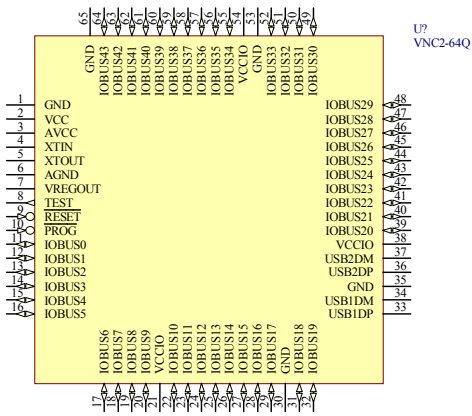 U?
VNC2-64Q
65 GND
64 IOBUS43
63 IOBUS42
62 IOBUS41
61 IOBUS40
60 IOBUS39
59 IOBUS38
58 IOBUS37
57 IOBUS36
56 IOBUS35
55 IOBUS34
54 VCCIO
53 GND
52 IOBUS33
51 IOBUS32
50 IOBUS31
49 IOBUS30
1 GND
2 VCC
3 AVCC
4 XTIN
5 XTOUT
6 AGND
7 VREGOUT
8 TEST
9 RESET
10 PROG
11 IOBUS0
12 IOBUS1
13 IOBUS2
14 IOBUS3
15 IOBUS4
16 IOBUS5
IOBUS29 48
IOBUS28 47
IOBUS27 46
IOBUS26 45
IOBUS25 44
IOBUS24 43
IOBUS23 42
IOBUS22 41
IOBUS21 40
IOBUS20 39
VCCIO 38
USB2DM 37
USB2DP 36
GND 35
USB1DM 34
USB1DP 33
17 IOBUS6
18 IOBUS7
19 IOBUS8
20 IOBUS9
21 VCCIO
22 IOBUS10
23 IOBUS11
24 IOBUS12
25 IOBUS13
26 IOBUS14
27 IOBUS15
28 IOBUS16
29 IOBUS17
30 GND
31 IOBUS18
32 IOBUS19